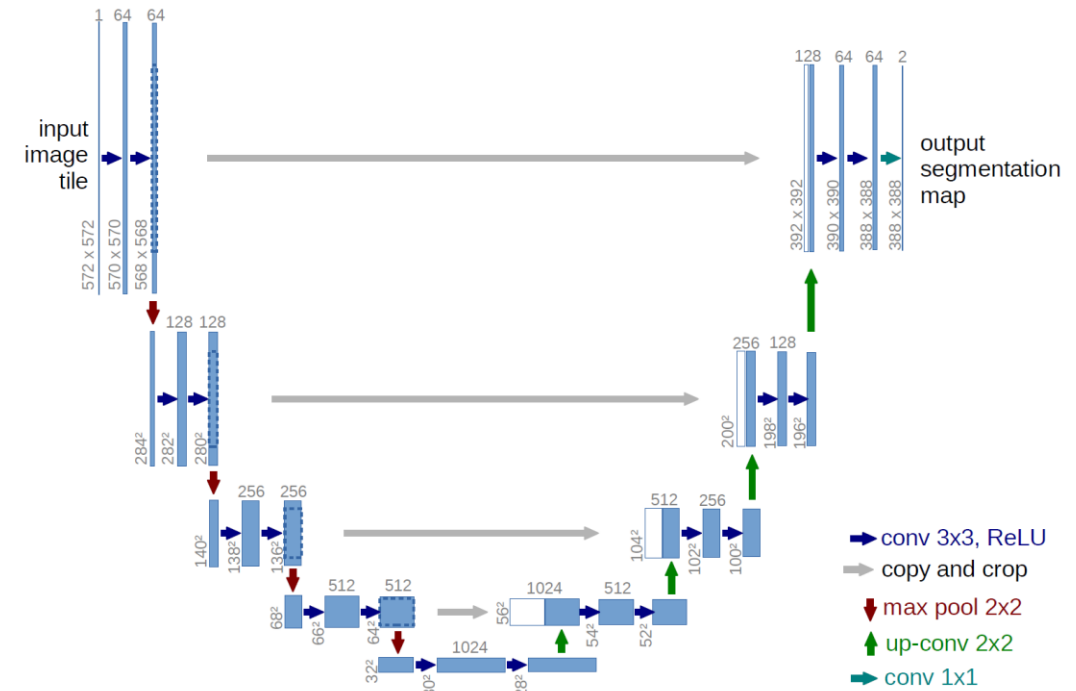 1 64 64
128 64 64 2
input
image
tile
output
segmentation
map
572 x 572
570 x 570
568 x 568
392 x 392
390 x 390
388 x 388
388 x 388
128 128
256 128
284²
282²
280²
200²
198²
196²
256 256
512 256
140²
138²
136²
104²
102²
100²
512 512
1024 512
68²
66²
64²
56²
54²
52²
1024
32²
conv 3x3, ReLU
copy and crop
max pool 2x2
up-conv 2x2
conv 1x1